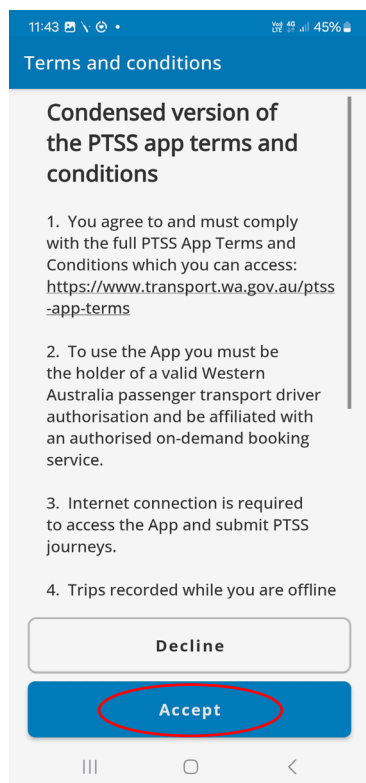 11:43
VoD LTE 4G 45%
Terms and conditions
Condensed version of
the PTSS app terms and
conditions
1. You agree to and must comply
with the full PTSS App Terms and
Conditions which you can access:
https://www.transport.wa.gov.au/ptss
-app-terms
2. To use the App you must be
the holder of a valid Western
Australia passenger transport driver
authorisation and be affiliated with
an authorised on-demand booking
service.
3. Internet connection is required
to access the App and submit PTSS
journeys.
4. Trips recorded while you are offline
Decline
Accept